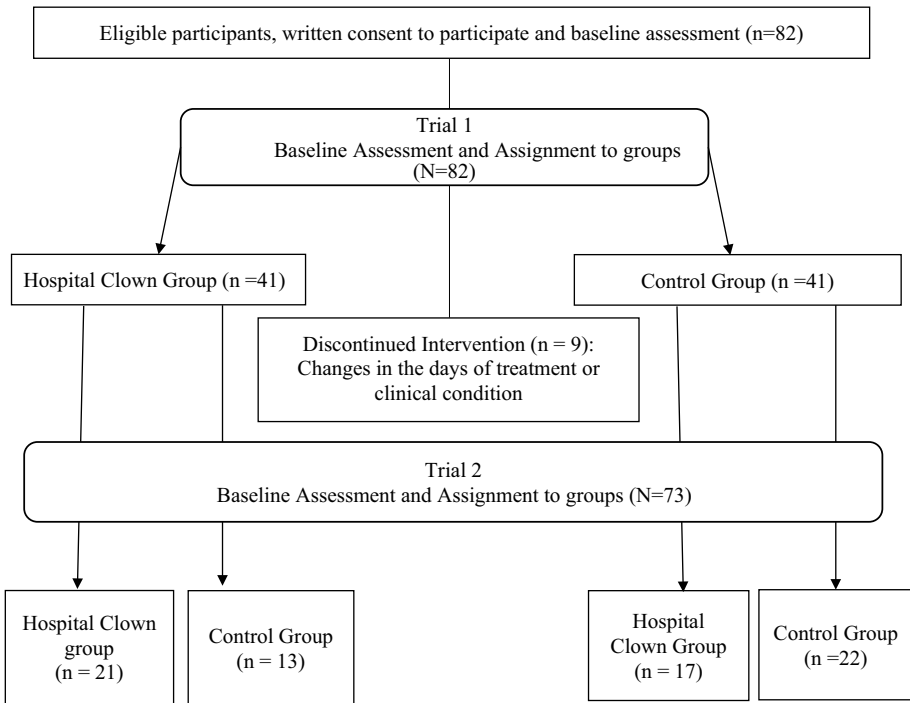 Eligible participants, written consent to participate and baseline assessment (n=82)
Trial 1
Baseline Assessment and Assignment to groups
(N=82)
Hospital Clown Group (n =41)
Control Group (n =41)
Discontinued Intervention (n = 9):
Changes in the days of treatment or
clinical condition
Trial 2
Baseline Assessment and Assignment to groups (N=73)
Hospital Clown
group
(n = 21)
Control Group
(n = 13)
Hospital
Clown Group
(n = 17)
Control Group
(n =22)